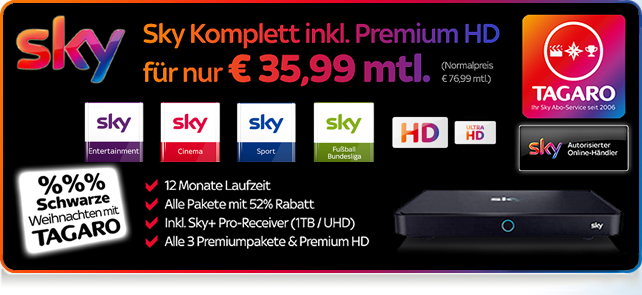 sky
Sky Komplett inkl. Premium HD
für nur € 35,99 mtl.
(Normalpreis
€ 76,99 mtl.)
TAGARO
Ihr Sky Abo-Service seit 2006
sky
Entertainment
sky
Cinema
sky
Sport
sky
Fußball
Bundesliga
HD
ULTRA
HD
sky
Autorisierter
Online-Händler
%%%
Schwarze
Weihnachten mit
TAGARO
12 Monate Laufzeit
Alle Pakete mit 52% Rabatt
Inkl. Sky+ Pro-Receiver (1TB / UHD)
Alle 3 Premiumpakete & Premium HD
sky
sky